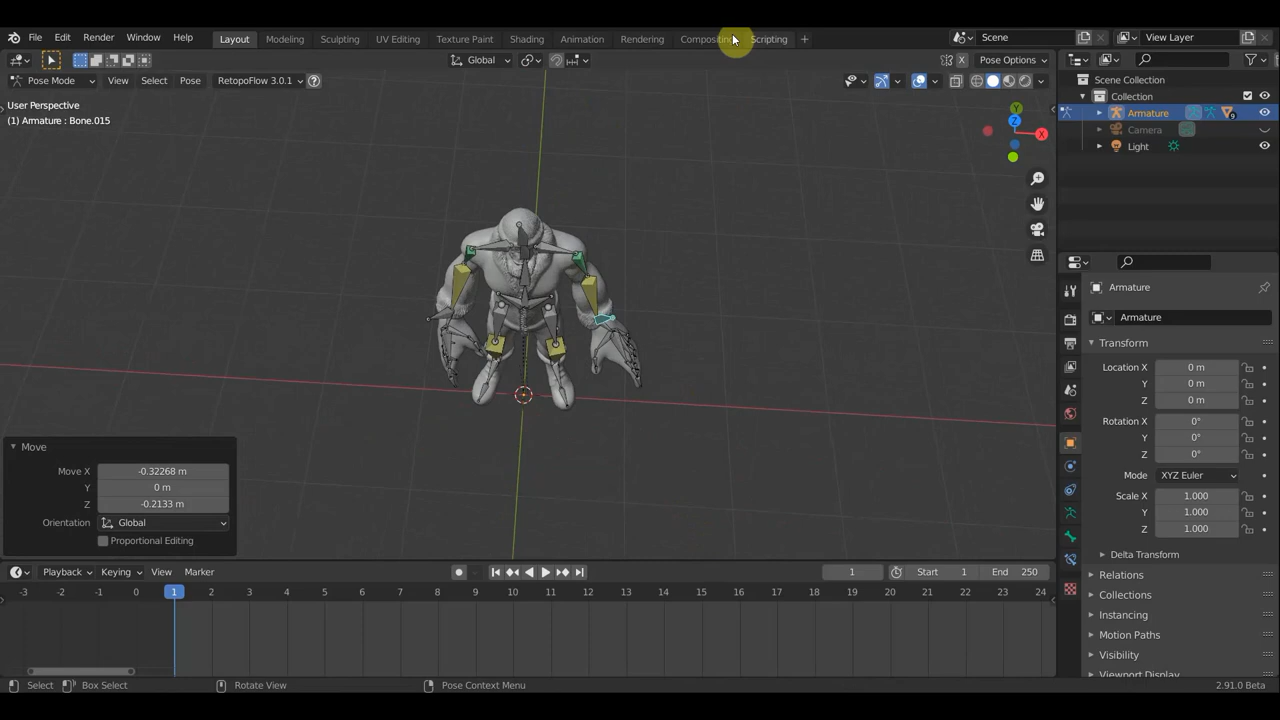 File Edit Render Window Help Layout Modeling Sculpting UV Editing Texture Paint Shading Animation Rendering Compositing Scripting + Scene View Layer
Global Pose Options
Pose Mode View Select Pose RetopoFlow 3.0.1 ?
User Perspective
(1) Armature : Bone.015
Y
Z
X
Scene Collection
Collection
Armature 9
Camera
Light
Armature
Armature
Transform
Location X 0 m
Y 0 m
Z 0 m
Rotation X 0°
Y 0°
Z 0°
Mode XYZ Euler
Scale X 1.000
Y 1.000
Z 1.000
Delta Transform
Relations
Collections
Instancing
Motion Paths
Visibility
Viewport Display
Move
Move X -0.32268 m
Y 0 m
Z -0.2133 m
Orientation Global
Proportional Editing
Playback Keying View Marker 1 Start 1 End 250
-3 -2 -1 0 1 2 3 4 5 6 7 8 9 10 11 12 13 14 15 16 17 18 19 20 21 22 23 24
Select Box Select Rotate View Pose Context Menu 2.91.0 Beta